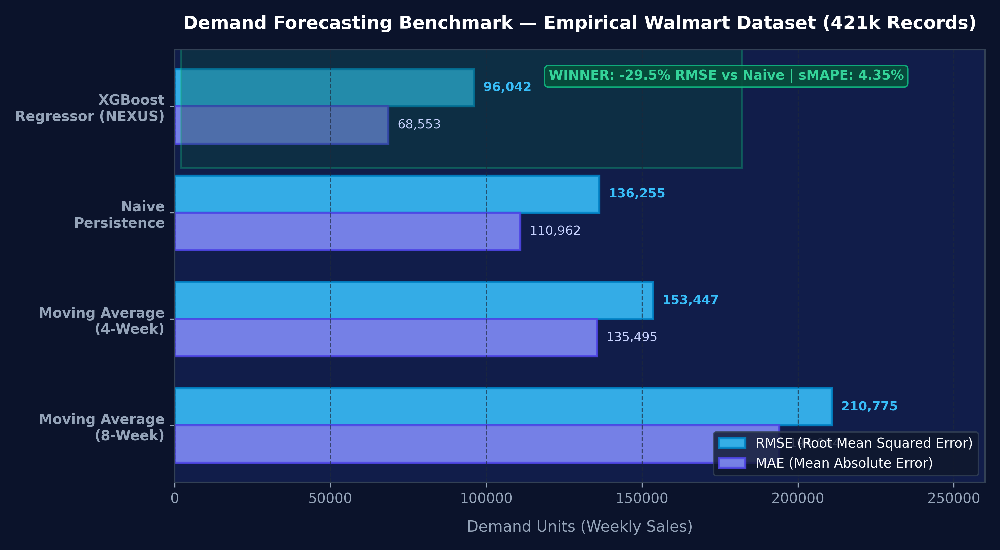 Demand Forecasting Benchmark — Empirical Walmart Dataset (421k Records)
WINNER: -29.5% RMSE vs Naive | sMAPE: 4.35%
XGBoost
Regressor (NEXUS)
96,042
68,553
Naive
Persistence
136,255
110,962
Moving Average
(4-Week)
153,447
135,495
Moving Average
(8-Week)
210,775
RMSE (Root Mean Squared Error)
MAE (Mean Absolute Error)
0 50000 100000 150000 200000 250000
Demand Units (Weekly Sales)